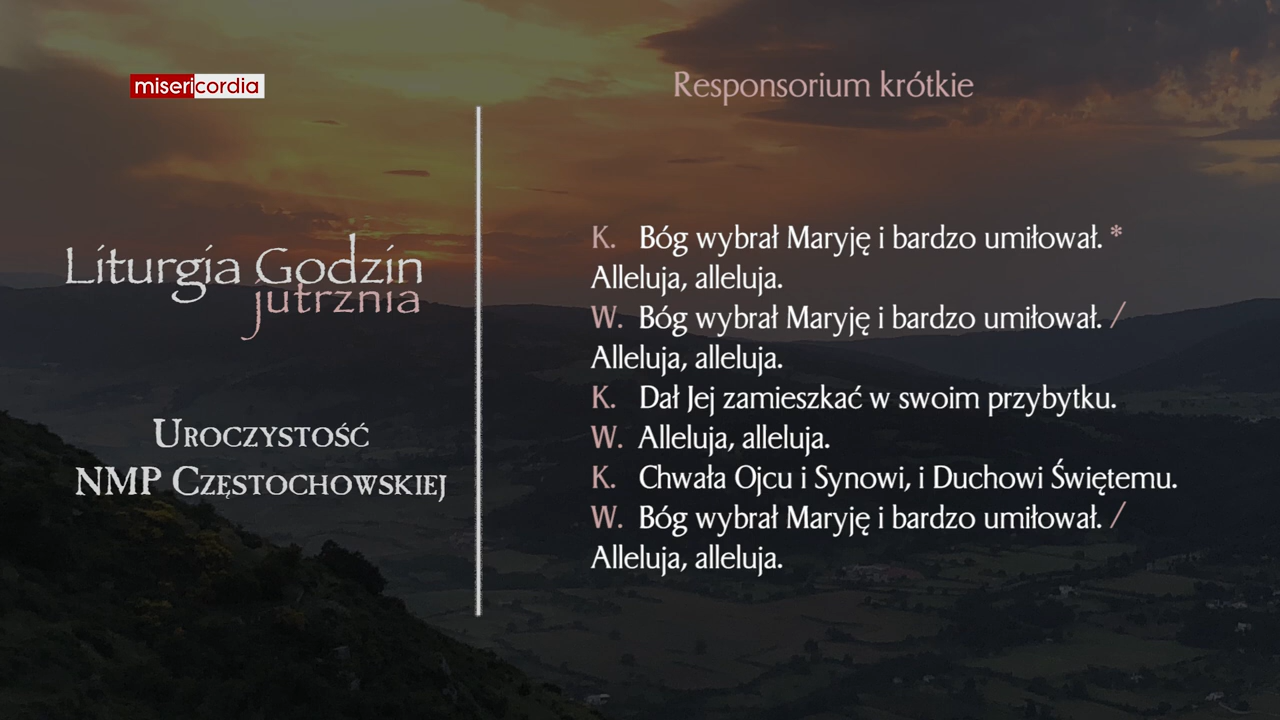 misericordia
Responsorium krótkie
Liturgia Godzin
jutrznia
Uroczystość
NMP Częstochowskiej
K. Bóg wybrał Maryję i bardzo umiłował. *
Alleluja, alleluja.
W. Bóg wybrał Maryję i bardzo umiłował. /
Alleluja, alleluja.
K. Dał Jej zamieszkać w swoim przybytku.
W. Alleluja, alleluja.
K. Chwała Ojcu i Synowi, i Duchowi Świętemu.
W. Bóg wybrał Maryję i bardzo umiłował. /
Alleluja, alleluja.